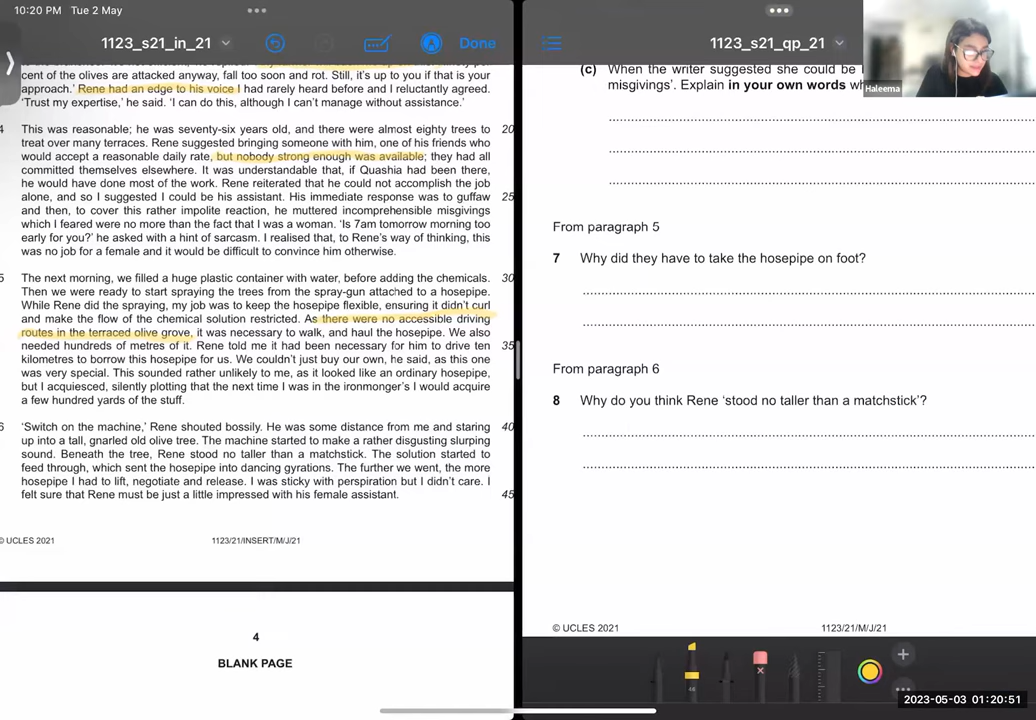 10:20 PM Tue 2 May
1123_s21_in_21
Done
cent of the olives are attacked anyway, fall too soon and rot. Still, it's up to you if that is your
approach.' Rene had an edge to his voice I had rarely heard before and I reluctantly agreed.
'Trust my expertise,' he said. 'I can do this, although I can't manage without assistance.'
4 This was reasonable; he was seventy-six years old, and there were almost eighty trees to 20
treat over many terraces. Rene suggested bringing someone with him, one of his friends who
would accept a reasonable daily rate, but nobody strong enough was available; they had all
committed themselves elsewhere. It was understandable that, if Quashia had been there,
he would have done most of the work. Rene reiterated that he could not accomplish the job
alone, and so I suggested I could be his assistant. His immediate response was to guffaw 25
and then, to cover this rather impolite reaction, he muttered incomprehensible misgivings
which I feared were no more than the fact that I was a woman. 'Is 7am tomorrow morning too
early for you?' he asked with a hint of sarcasm. I realised that, to Rene's way of thinking, this
was no job for a female and it would be difficult to convince him otherwise.
5 The next morning, we filled a huge plastic container with water, before adding the chemicals. 30
Then we were ready to start spraying the trees from the spray-gun attached to a hosepipe.
While Rene did the spraying, my job was to keep the hosepipe flexible, ensuring it didn't curl
and make the flow of the chemical solution restricted. As there were no accessible driving
routes in the terraced olive grove, it was necessary to walk, and haul the hosepipe. We also
needed hundreds of metres of it. Rene told me it had been necessary for him to drive ten 35
kilometres to borrow this hosepipe for us. We couldn't just buy our own, he said, as this one
was very special. This sounded rather unlikely to me, as it looked like an ordinary hosepipe,
but I acquiesced, silently plotting that the next time I was in the ironmonger's I would acquire
a few hundred yards of the stuff.
6 'Switch on the machine,' Rene shouted bossily. He was some distance from me and staring 40
up into a tall, gnarled old olive tree. The machine started to make a rather disgusting slurping
sound. Beneath the tree, Rene stood no taller than a matchstick. The solution started to
feed through, which sent the hosepipe into dancing gyrations. The further we went, the more
hosepipe I had to lift, negotiate and release. I was sticky with perspiration but I didn't care. I
felt sure that Rene must be just a little impressed with his female assistant. 45
© UCLES 2021 1123/21/INSERT/M/J/21
4
BLANK PAGE
1123_s21_qp_21
Haleema
(c) When the writer suggested she could be
misgivings'. Explain in your own words
From paragraph 5
7 Why did they have to take the hosepipe on foot?
From paragraph 6
8 Why do you think Rene 'stood no taller than a matchstick'?
© UCLES 2021 1123/21/M/J/21
2023-05-03 01:20:51